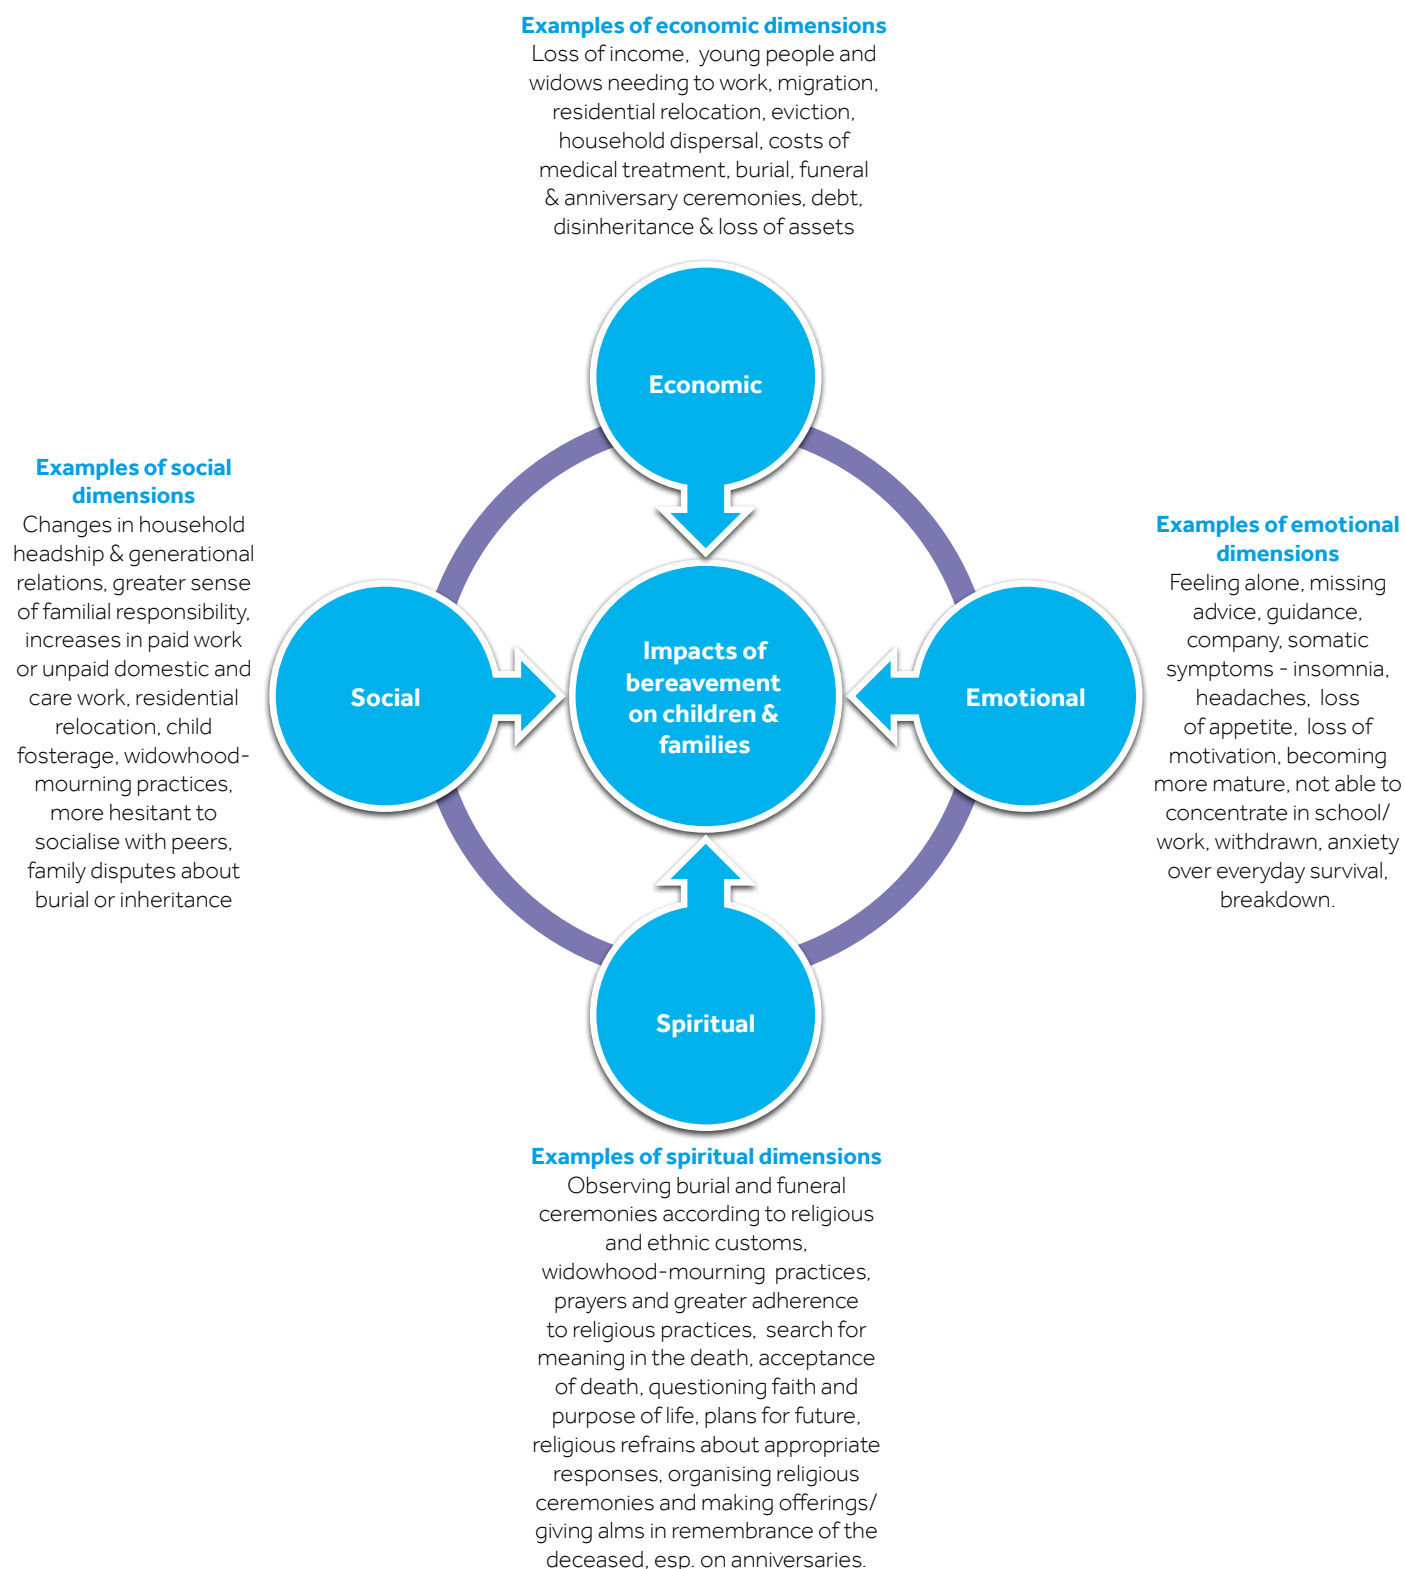 Examples of economic dimensions
Loss of income, young people and
widows needing to work, migration,
residential relocation, eviction,
household dispersal, costs of
medical treatment, burial, funeral
& anniversary ceremonies, debt,
disinheritance & loss of assets
Economic
Examples of social
dimensions
Changes in household
headship & generational
relations, greater sense
of familial responsibility,
increases in paid work
or unpaid domestic and
care work, residential
relocation, child
fosterage, widowhood-
mourning practices,
more hesitant to
socialise with peers,
family disputes about
burial or inheritance
Social
Impacts of
bereavement
on children &
families
Emotional
Examples of emotional
dimensions
Feeling alone, missing
advice, guidance,
company, somatic
symptoms - insomnia,
headaches, loss
of appetite, loss of
motivation, becoming
more mature, not able to
concentrate in school/
work, withdrawn, anxiety
over everyday survival,
breakdown.
Spiritual
Examples of spiritual dimensions
Observing burial and funeral
ceremonies according to religious
and ethnic customs,
widowhood-mourning practices,
prayers and greater adherence
to religious practices, search for
meaning in the death, acceptance
of death, questioning faith and
purpose of life, plans for future,
religious refrains about appropriate
responses, organising religious
ceremonies and making offerings/
giving alms in remembrance of the
deceased, esp. on anniversaries.